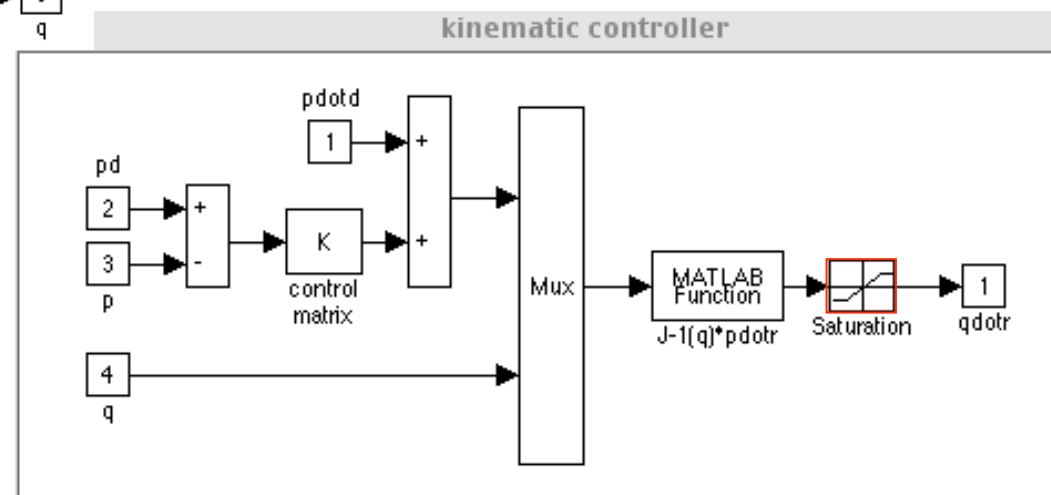 q
kinematic controller
pdotd
1
+
pd
2
+
3
-
p
K
+
control
matrix
4
q
Mux
MATLAB
Function
J-1(q)*pdotr
Saturation
1
qdotr